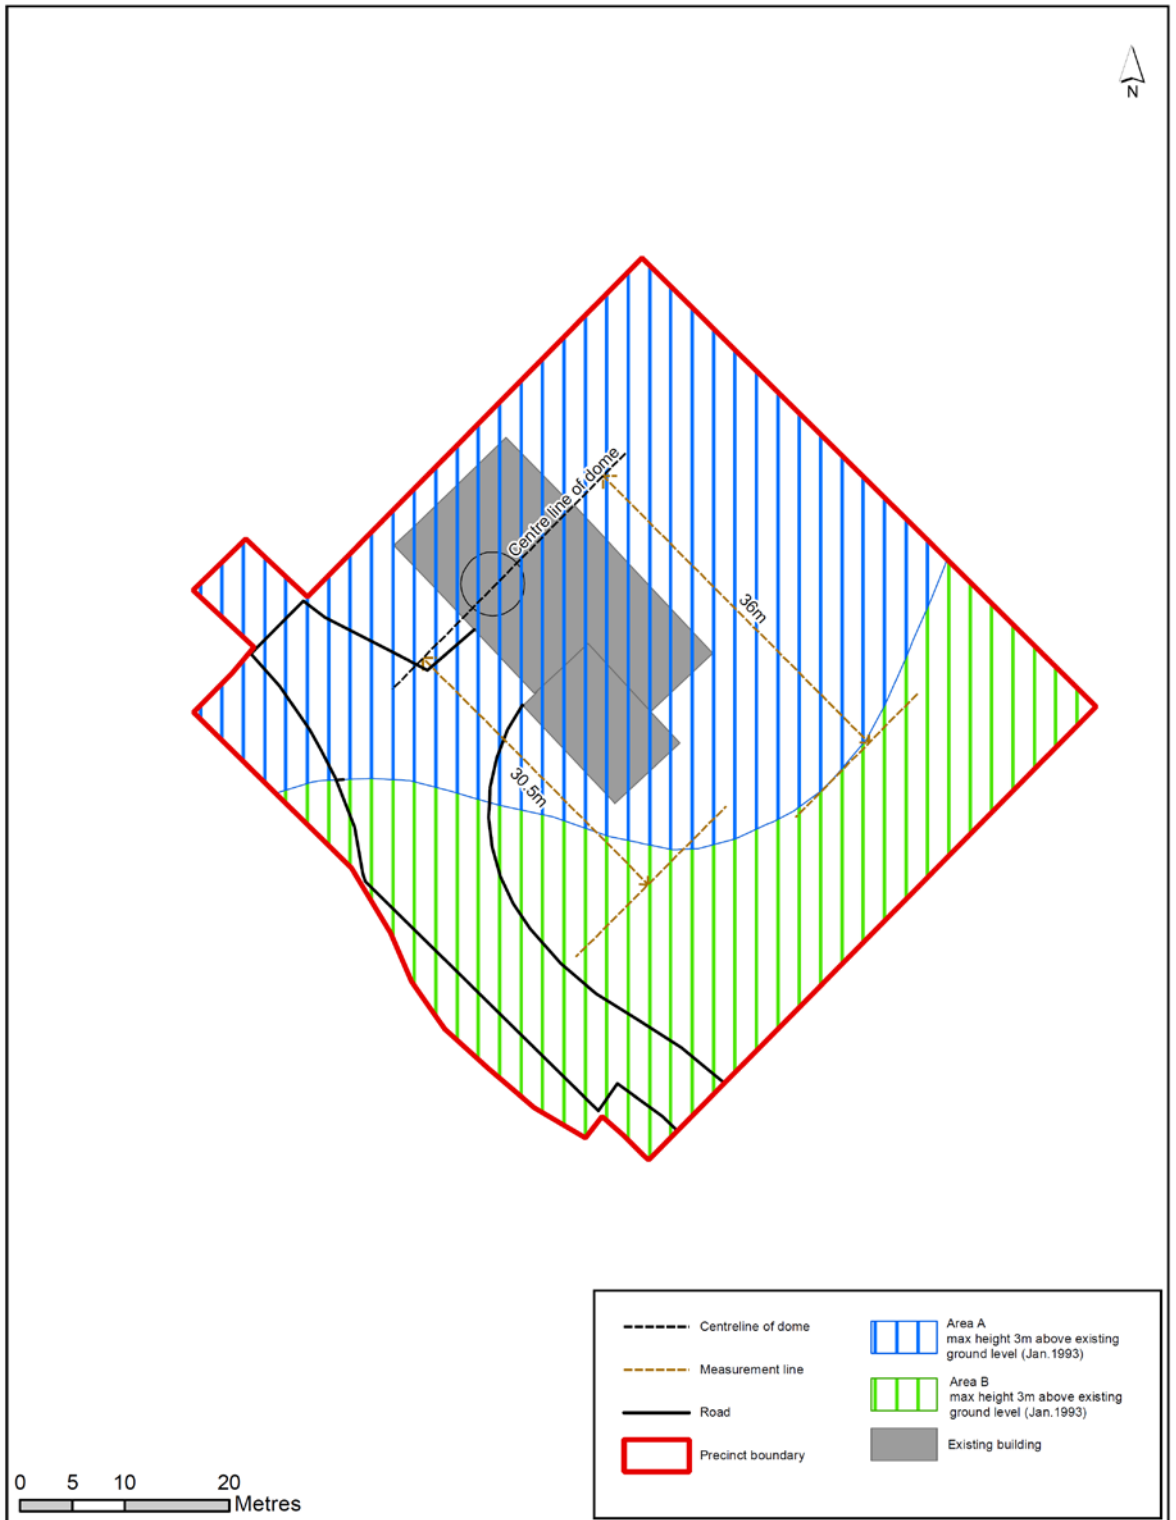 N
Centre line of dome
36m
30.5m
Centreline of dome
Measurement line
Road
Precinct boundary
Area A
max height 3m above existing
ground level (Jan.1993)
Area B
max height 3m above existing
ground level (Jan.1993)
Existing building
0 5 10 20
Metres